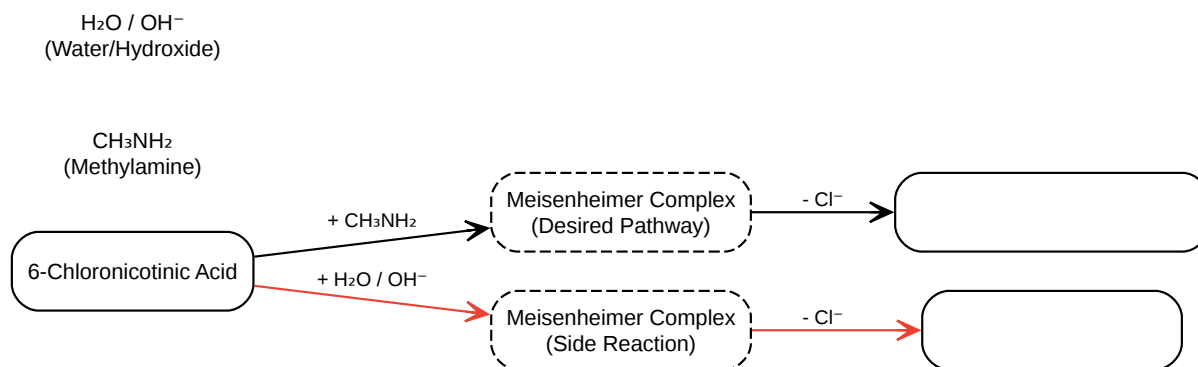 H₂O / OH⁻
(Water/Hydroxide)
CH₃NH₂
(Methylamine)
6-Chloronicotinic Acid
+ CH₃NH₂
Meisenheimer Complex
(Desired Pathway)
- Cl⁻
+ H₂O / OH⁻
Meisenheimer Complex
(Side Reaction)
- Cl⁻